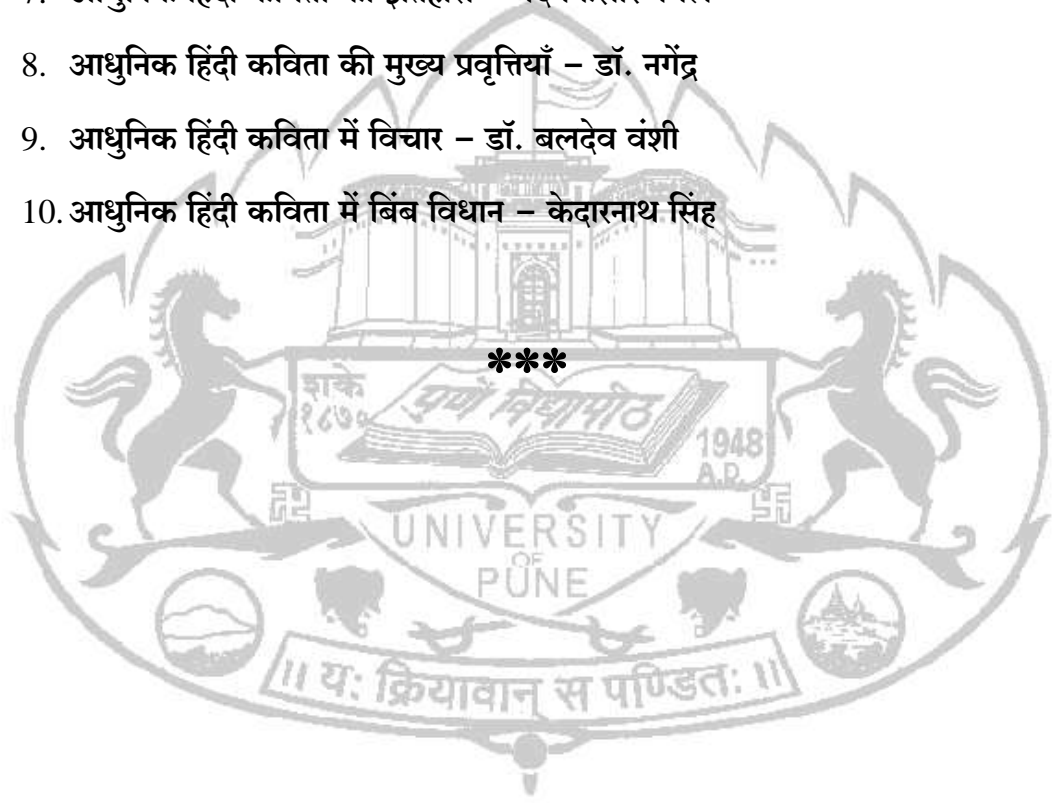 8. आधुनिक हिंदी कविता की मुख्य प्रवृत्तियाँ – डॉ. नगेंद्र
9. आधुनिक हिंदी कविता में विचार – डॉ. बलदेव वंशी
10. आधुनिक हिंदी कविता में बिंब विधान – केदारनाथ सिंह
***
शके
१८७०
पुणें विद्यापीठ
1948
A.D.
UNIVERSITY
OF
PUNE
॥ यः क्रियावान् स पण्डितः ॥